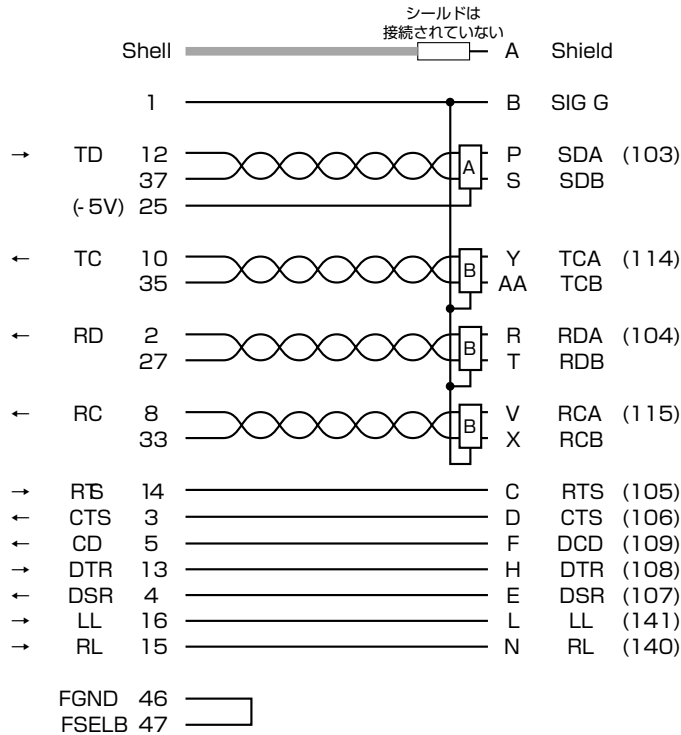 シールドは
接続されていない
Shell A Shield
1 B SIG G
→ TD 12 P SDA (103)
A
37 S SDB
(- 5V) 25
← TC 10 Y TCA (114)
B
35 AA TCB
← RD 2 R RDA (104)
B
27 T RDB
← RC 8 V RCA (115)
B
33 X RCB
→ RTS 14 C RTS (105)
← CTS 3 D CTS (106)
← CD 5 F DCD (109)
→ DTR 13 H DTR (108)
← DSR 4 E DSR (107)
→ LL 16 L LL (141)
→ RL 15 N RL (140)
FGND 46
FSELB 47